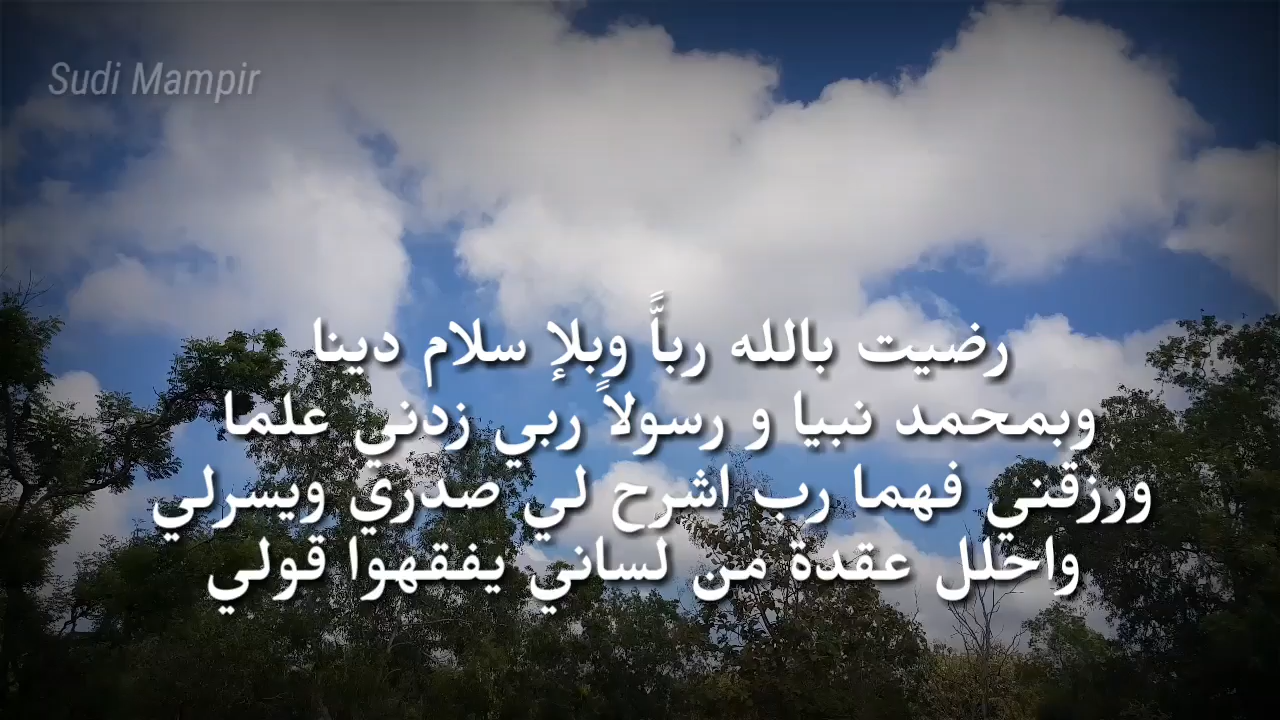 Sudi Mampir
رضيت بالله رباًَّ وبلإ سلام دينا
وبمحمد نبيا و رسولاً ربي زدني علما
ورزقني فهما رب اشرح لي صدري ويسرلي
واحلل عقدة من لساني يفقهوا قولي